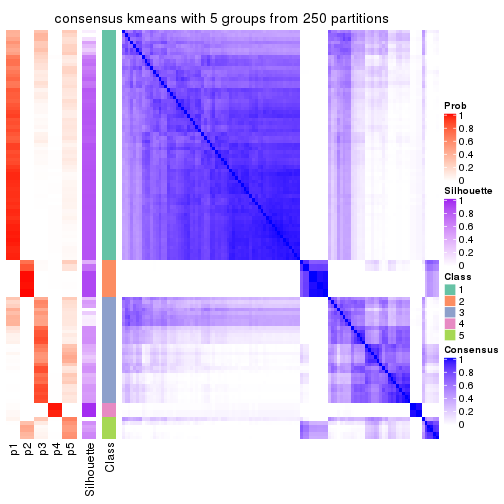 consensus kmeans with 5 groups from 250 partitions
Prob
1
0.8
0.6
0.4
0.2
0
Silhouette
1
0.8
0.6
0.4
0.2
0
Class
1
2
3
4
5
Consensus
1
0.8
0.6
0.4
0.2
0
p1
p2
p3
p4
p5
Silhouette
Class